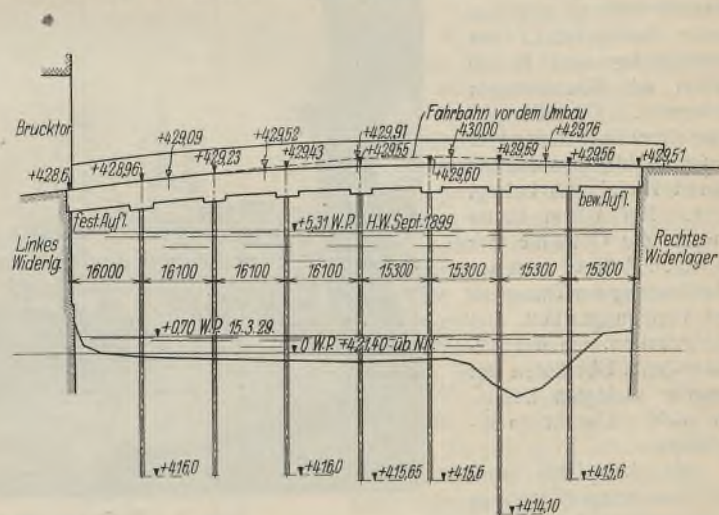 Brucktor
Fahrbahn vor dem Umbau
+429,09
+429,52
+429,91
430,00
+429,76
+428,6
+428,96
+429,23
+429,43
+429,55
+429,60
+429,59
+429,56
+429,51
fest. Aufl.
bew. Aufl.
+5,31 W.P. H.W. Sept. 1899
Linkes
Widerlg.
Rechtes
Widerlager
16000 16100 16100 16100 15300 15300 15300 15300
+0,70 W.P. 15.3.29.
0 W.P. +421,40 üb. N.N.
+416,0
+416,0
+415,65
+415,6
+415,6
+414,10